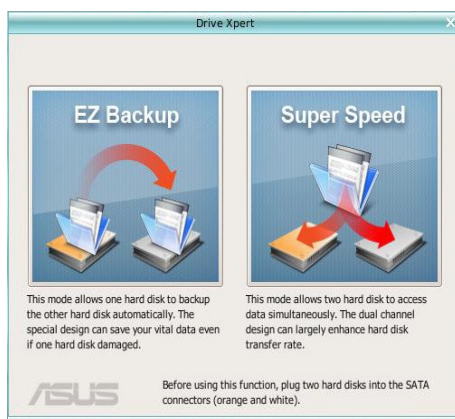 Drive Xpert
EZ Backup
Super Speed
This mode allows one hard disk to backup
the other hard disk automatically. The
special design can save your vital data even
if one hard disk damaged.
This mode allows two hard disk to access
data simultaneously. The dual channel
design can largely enhance hard disk
transfer rate.
ASUS
Before using this function, plug two hard disks into the SATA
connectors (orange and white).